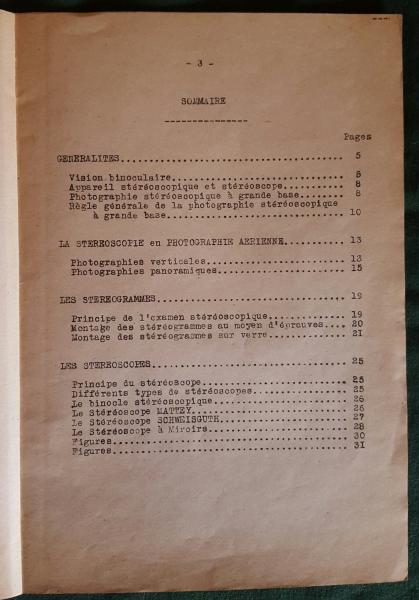 - 3 -
SOMMAIRE
---------------
Pages
GENERALITES........................................ 5
Vision binoculaire............................... 5
Appareil stéréoscopique et stéréoscope........... 8
Photographie stéréoscopique à grande base........ 8
Règle générale de la photographie stéréoscopique
à grande base................................ 10
LA STEREOSCOPIE en PHOTOGRAPHIE AERIENNE........... 13
Photographies verticales......................... 13
Photographies panoramiques....................... 15
LES STEREOGRAMMES.................................. 19
Principe de l'examen stéréoscopique.............. 19
Montage des stéréogrammes au moyen d'épreuves.... 20
Montage des stéréogrammes sur verre.............. 21
LES STEREOSCOPES................................... 25
Principe du stéréoscope.......................... 25
Différents types de stéréoscopes................. 25
Le binocle stéréoscopique........................ 26
Le Stéréoscope MATTEY............................ 26
Le Stéréoscope SCHWEISGUTH....................... 27
Le Stéréoscope à Miroirs......................... 28
Figures.......................................... 30
Figures.......................................... 31